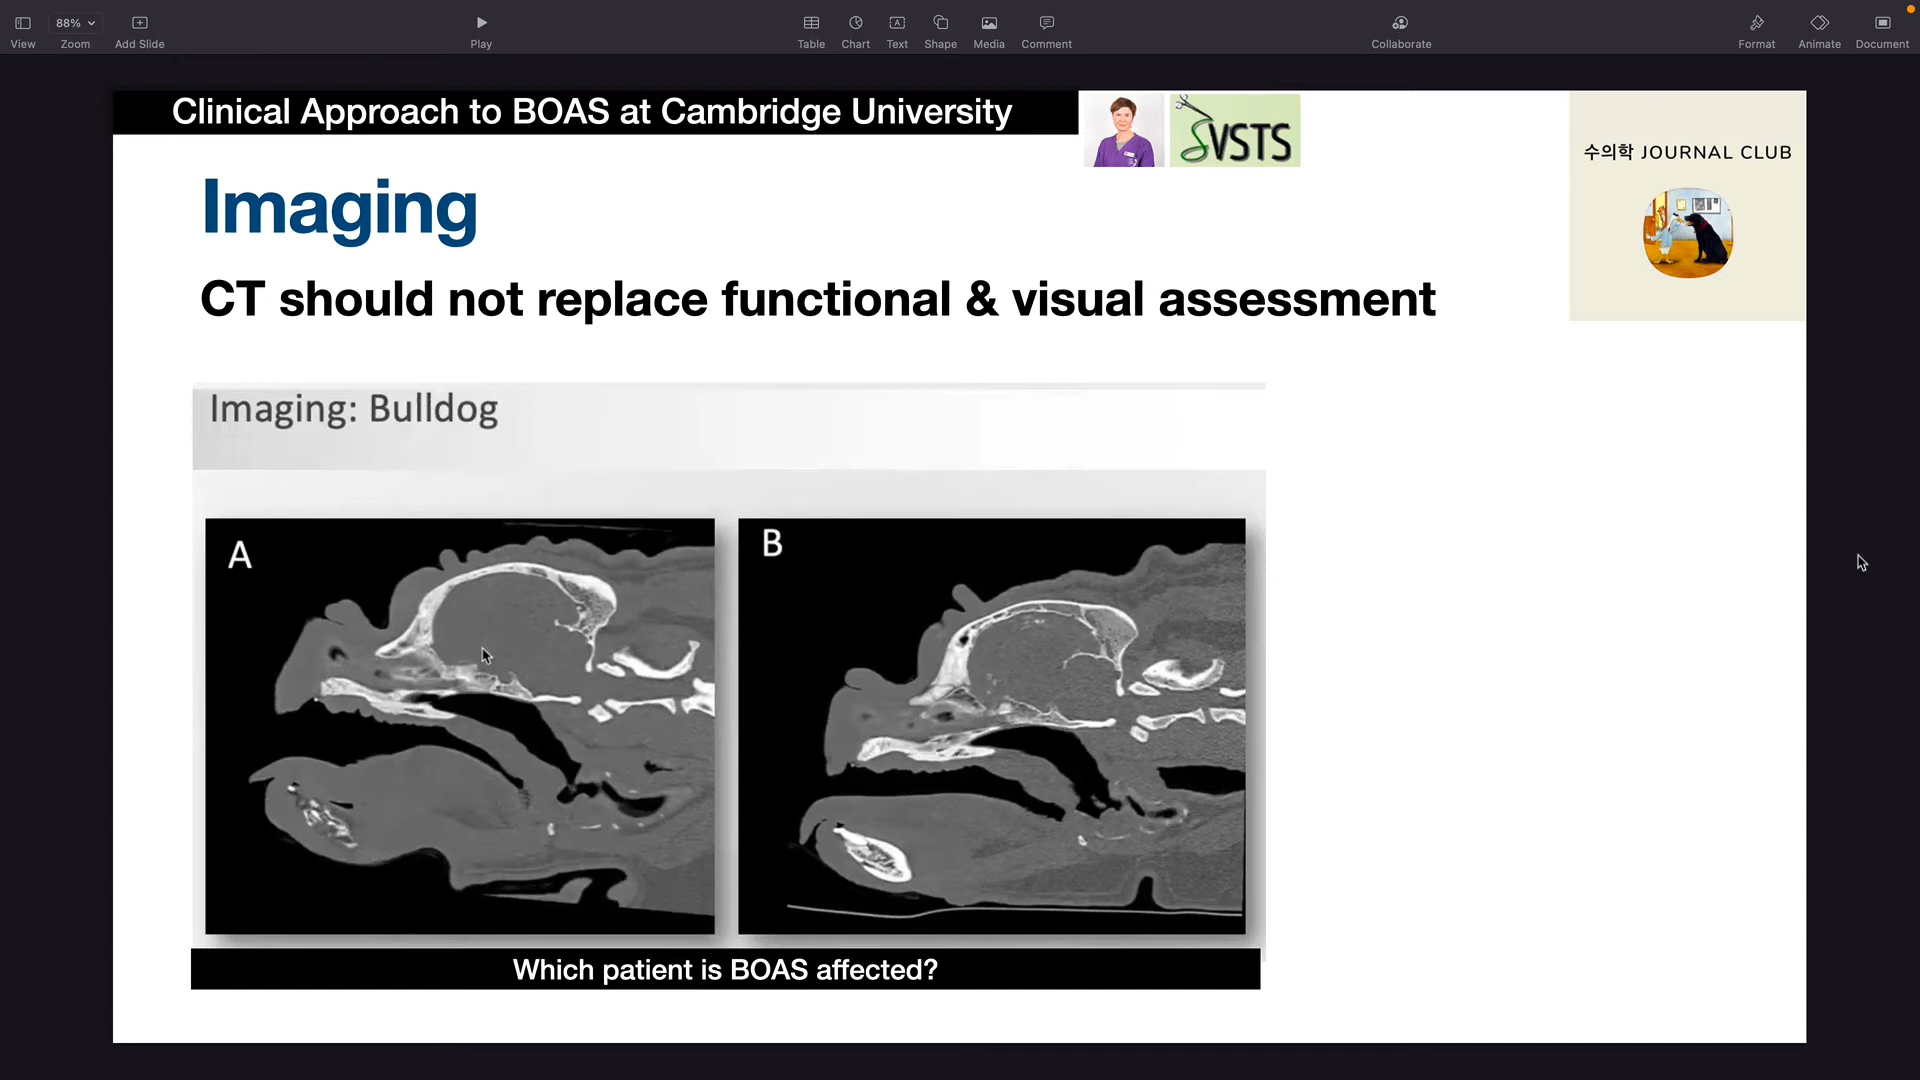 88%
View
Zoom
Add Slide
Play
Table
Chart
Text
Shape
Media
Comment
Collaborate
Format
Animate
Document
Clinical Approach to BOAS at Cambridge University
SVSTS
수의학 JOURNAL CLUB
Imaging
CT should not replace functional & visual assessment
Imaging: Bulldog
A
B
Which patient is BOAS affected?